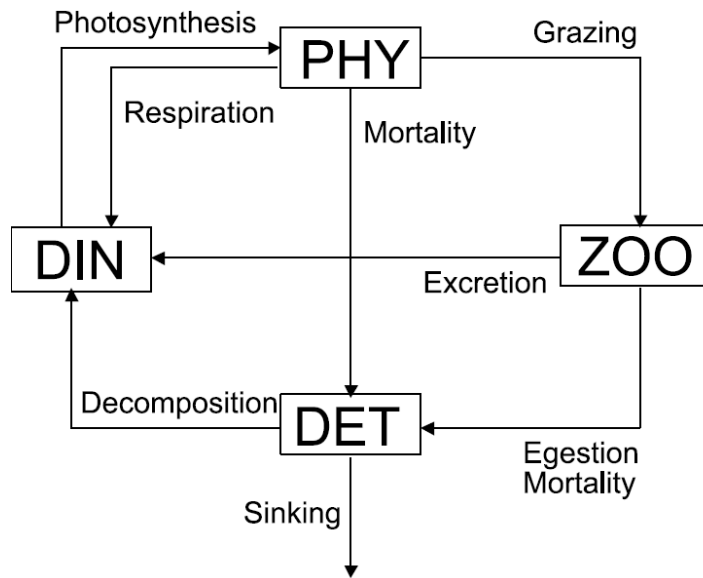 Photosynthesis
PHY
Grazing
Respiration
Mortality
DIN
ZOO
Excretion
Decomposition
DET
Egestion
Mortality
Sinking